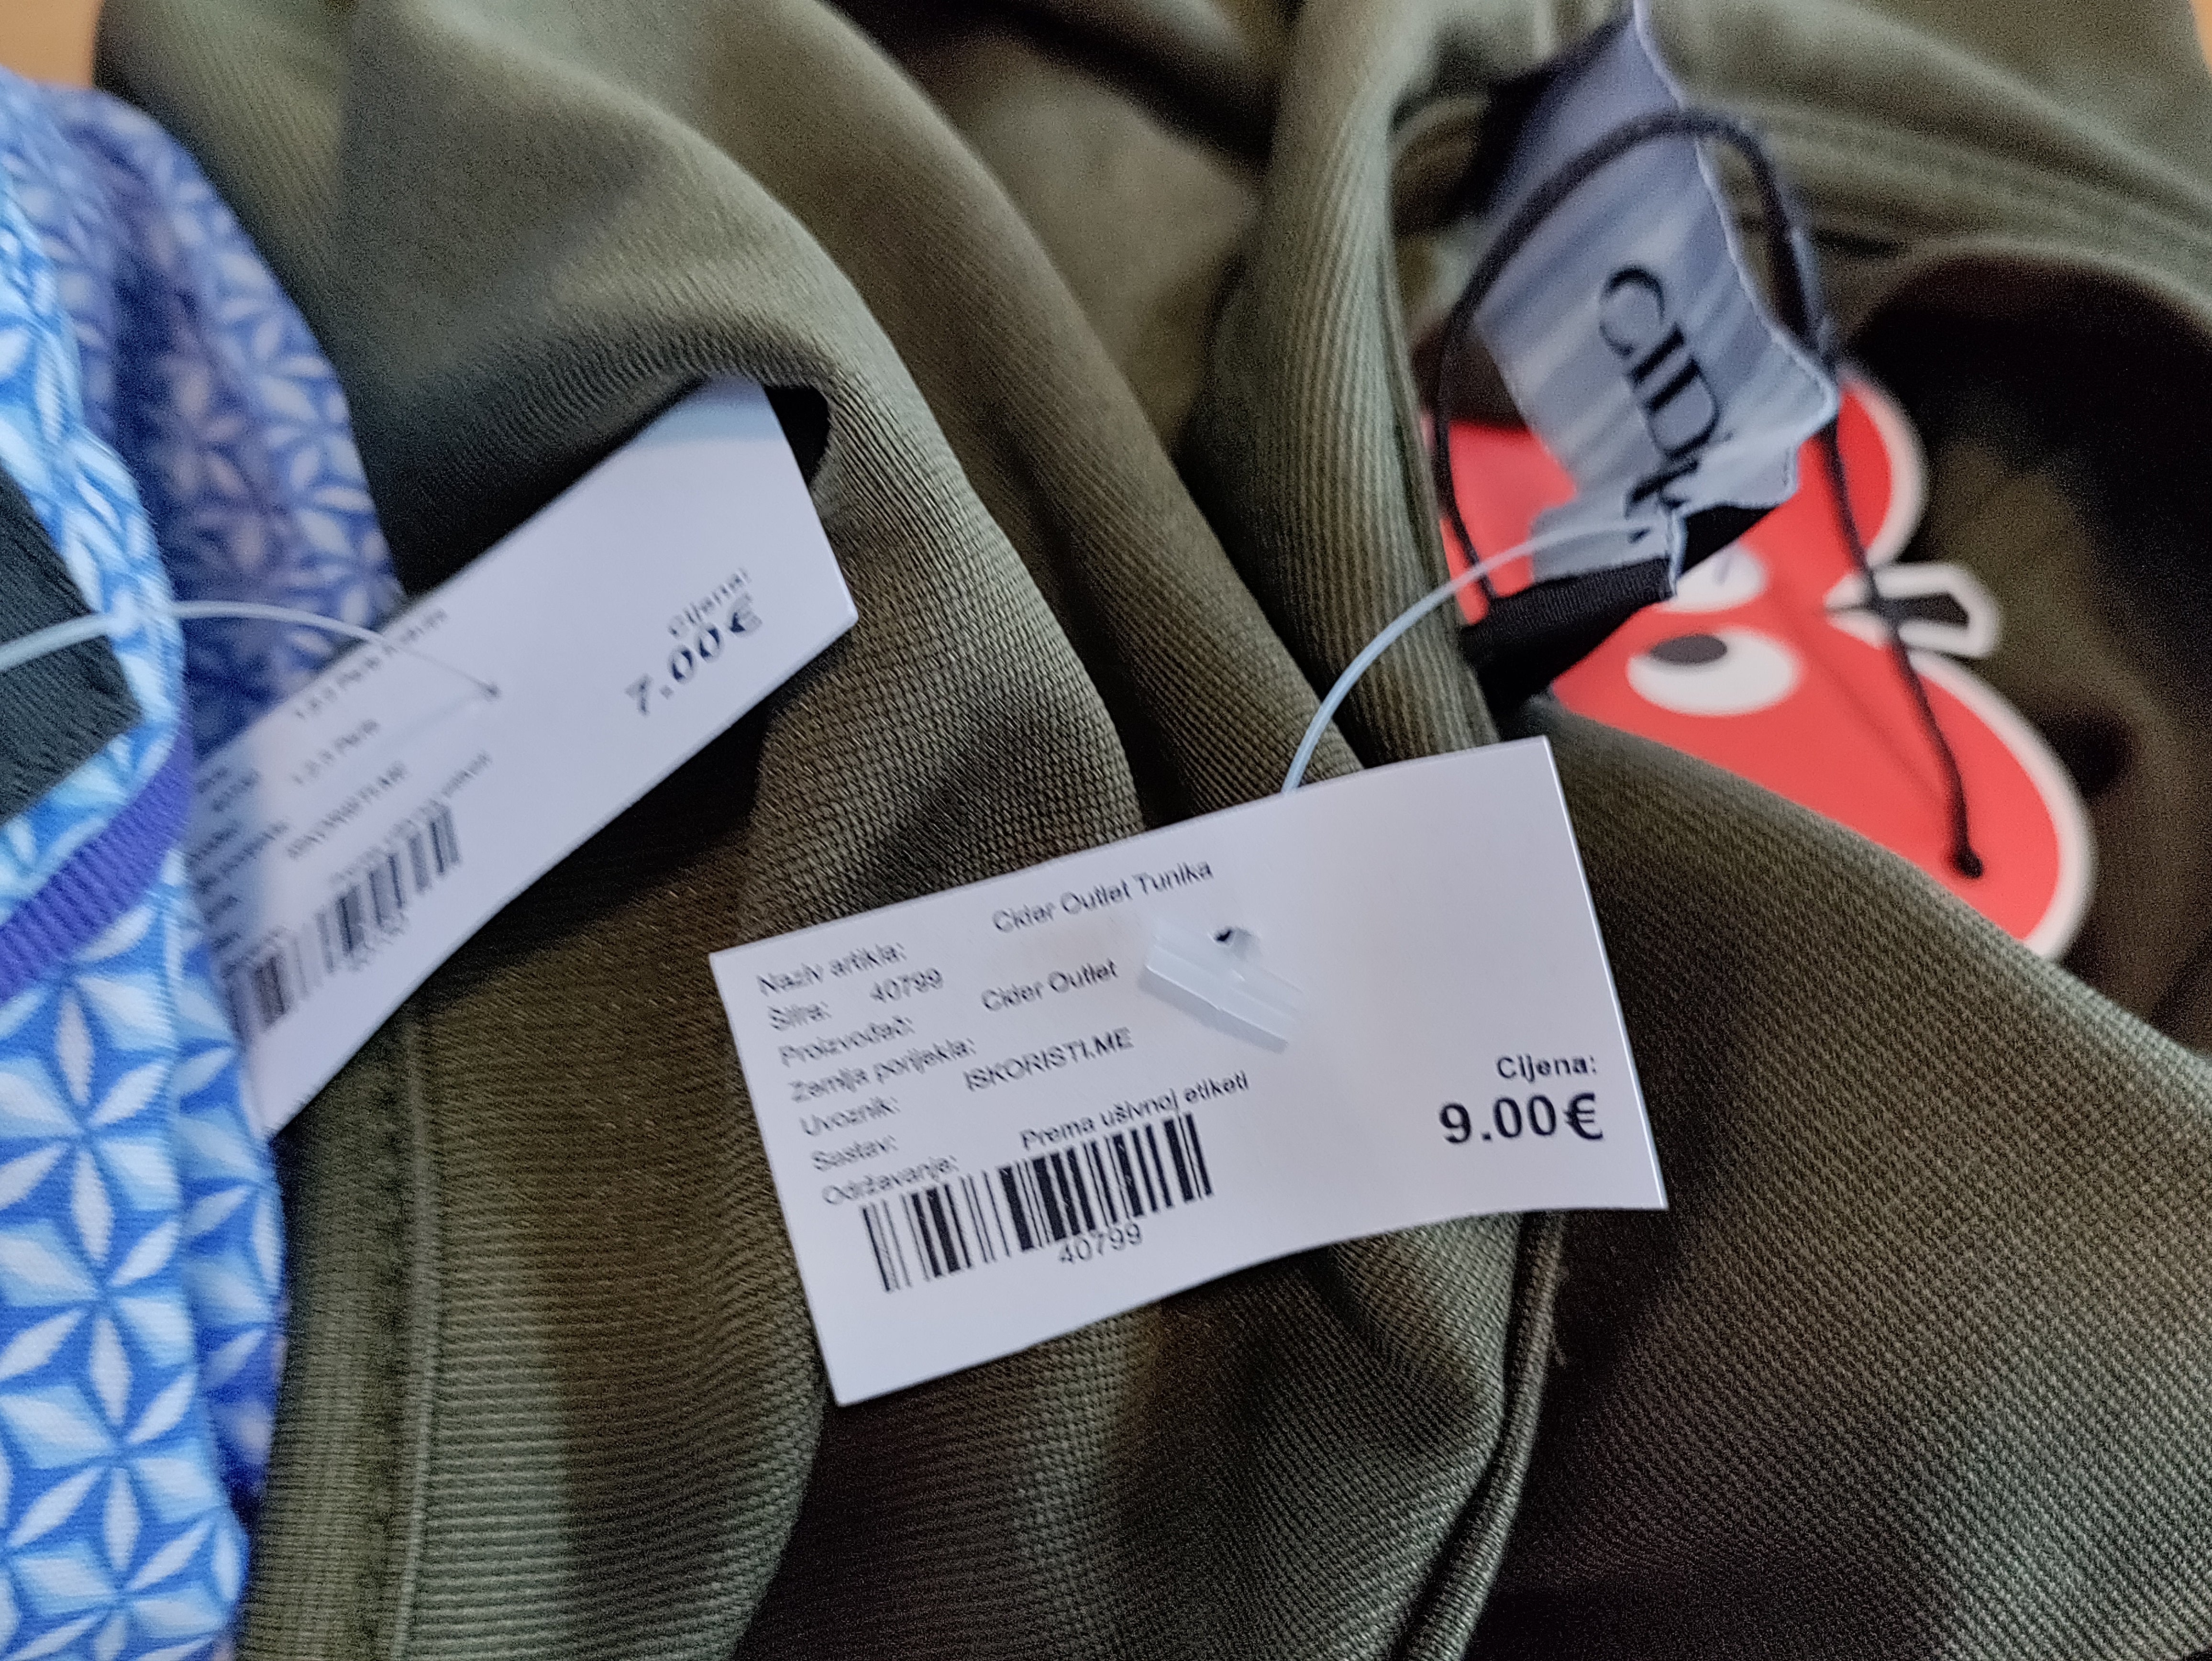 CID
Cijena:
7.00€
Naziv artikla: Cider Outlet Tunika
Šifra: 40799
Proizvođač: Cider Outlet
Zemlja porijekla:
Uvoznik: ISKORISTI.ME
Sastav:
Održavanje: Prema ušivnoj etiketi
40799
Cijena:
9.00€